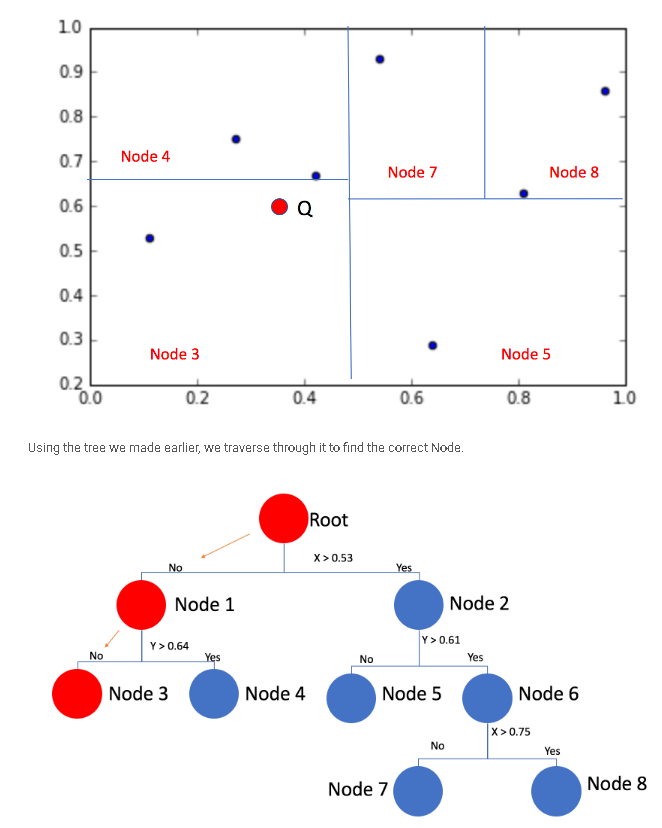 1.0
0.9
0.8
0.7
0.6
0.5
0.4
0.3
0.2
Node 4
Node 7
Node 8
Q
Node 3
Node 5
0.0 0.2 0.4 0.6 0.8 1.0
Using the tree we made earlier, we traverse through it to find the correct Node.
Root
X > 0.53
No Yes
Node 1 Node 2
Y > 0.64 Y > 0.61
No Yes No Yes
Node 3 Node 4 Node 5 Node 6
X > 0.75
No Yes
Node 7 Node 8